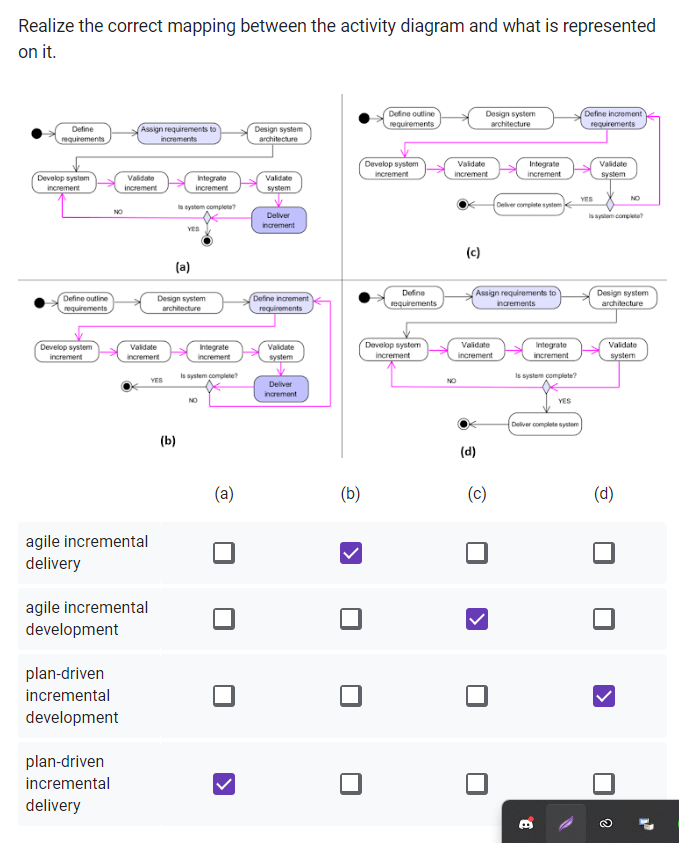 Realize the correct mapping between the activity diagram and what is represented
on it.
Define
requirements
Assign requirements to
increments
Design system
architecture
Develop system
increment
Validate
increment
Integrate
increment
Validate
system
Is system complete?
NO
YES
Deliver
increment
(a)
Define outline
requirements
Design system
architecture
Define increment
requirements
Develop system
increment
Validate
increment
Integrate
increment
Validate
system
YES
NO
Deliver complete system
Is system complete?
(c)
Define outline
requirements
Design system
architecture
Define increment
requirements
Develop system
increment
Validate
increment
Integrate
increment
Validate
system
Is system complete?
YES
NO
Deliver
increment
(b)
Define
requirements
Assign requirements to
increments
Design system
architecture
Develop system
increment
Validate
increment
Integrate
increment
Validate
system
Is system complete?
NO
YES
Deliver complete system
(d)
(a) (b) (c) (d)
agile incremental
delivery
agile incremental
development
plan-driven
incremental
development
plan-driven
incremental
delivery